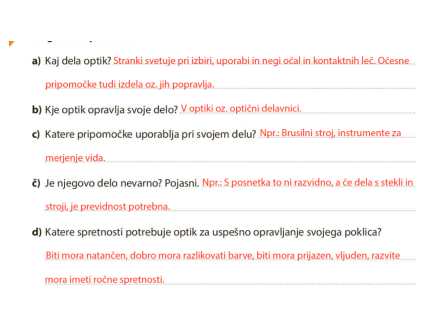 a) Kaj dela optik? Stranki svetuje pri izbiri, uporabi in negi očal in kontaktnih leč. Očesne
pripomočke tudi izdela oz. jih popravlja.
b) Kje optik opravlja svoje delo? V optiki oz. optični delavnici.
c) Katere pripomočke uporablja pri svojem delu? Npr.: Brusilni stroj, instrumente za
merjenje vida.
č) Je njegovo delo nevarno? Pojasni. Npr.: S posnetka to ni razvidno, a če dela s stekli in
stroji, je previdnost potrebna.
d) Katere spretnosti potrebuje optik za uspešno opravljanje svojega poklica?
Biti mora natančen, dobro mora razlikovati barve, biti mora prijazen, vljuden, razvite
mora imeti ročne spretnosti.